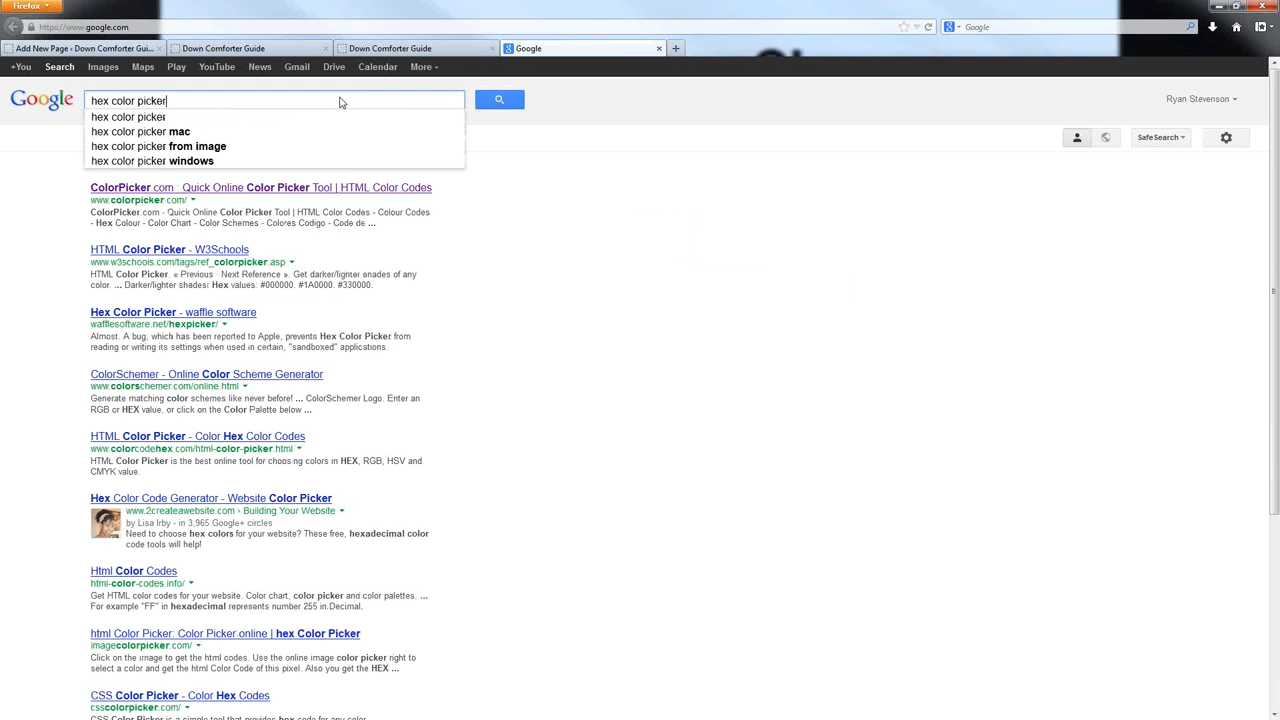 Firefox
https://www.google.com
Google
Add New Page ‹ Down Comforter Gui...
Down Comforter Guide
Down Comforter Guide
Google
+You Search Images Maps Play YouTube News Gmail Drive Calendar More
Google
hex color picker
Ryan Stevenson
hex color picker
hex color picker mac
hex color picker from image
hex color picker windows
SafeSearch
ColorPicker.com : Quick Online Color Picker Tool | HTML Color Codes
www.colorpicker.com/
ColorPicker.com - Quick Online Color Picker Tool | HTML Color Codes - Colour Codes
- Hex Colour - Color Chart - Color Schemes - Colores Codigo - Code de ...
HTML Color Picker - W3Schools
www.w3schools.com/tags/ref_colorpicker.asp
HTML Color Picker. « Previous · Next Reference ». Get darker/lighter shades of any
color. ... Darker/lighter shades: Hex values: #000000. #1A0000. #330000.
Hex Color Picker - waffle software
wafflesoftware.net/hexpicker/
Almost. A bug, which has been reported to Apple, prevents Hex Color Picker from
reading or writing its settings when used in certain, "sandboxed" applications.
ColorSchemer - Online Color Scheme Generator
www.colorschemer.com/online.html
Generate matching color schemes like never before! ... ColorSchemer Logo. Enter an
RGB or HEX value, or click on the Color Palette below ...
HTML Color Picker - Color Hex Color Codes
www.colorcodehex.com/html-color-picker.html
HTML Color Picker is the best online tool for choosing colors in HEX, RGB, HSV and
CMYK value.
Hex Color Code Generator - Website Color Picker
www.2createawebsite.com › Building Your Website
by Lisa Irby - in 3,965 Google+ circles
Need to choose hex colors for your website? These free, hexadecimal color
code tools will help!
Html Color Codes
html-color-codes.info/
Get HTML color codes for your website. Color chart, color picker and color palettes. ...
For example "FF" in hexadecimal represents number 255 in Decimal.
html Color Picker: Color Picker online | hex Color Picker
imagecolorpicker.com/
Click on the image to get the html codes. Use the online image color picker right to
select a color and get the html Color Code of this pixel. Also you get the HEX ...
CSS Color Picker - Color Hex Codes
csscolorpicker.com/
CSS Color Picker is a simple tool that provides hex code for any color.